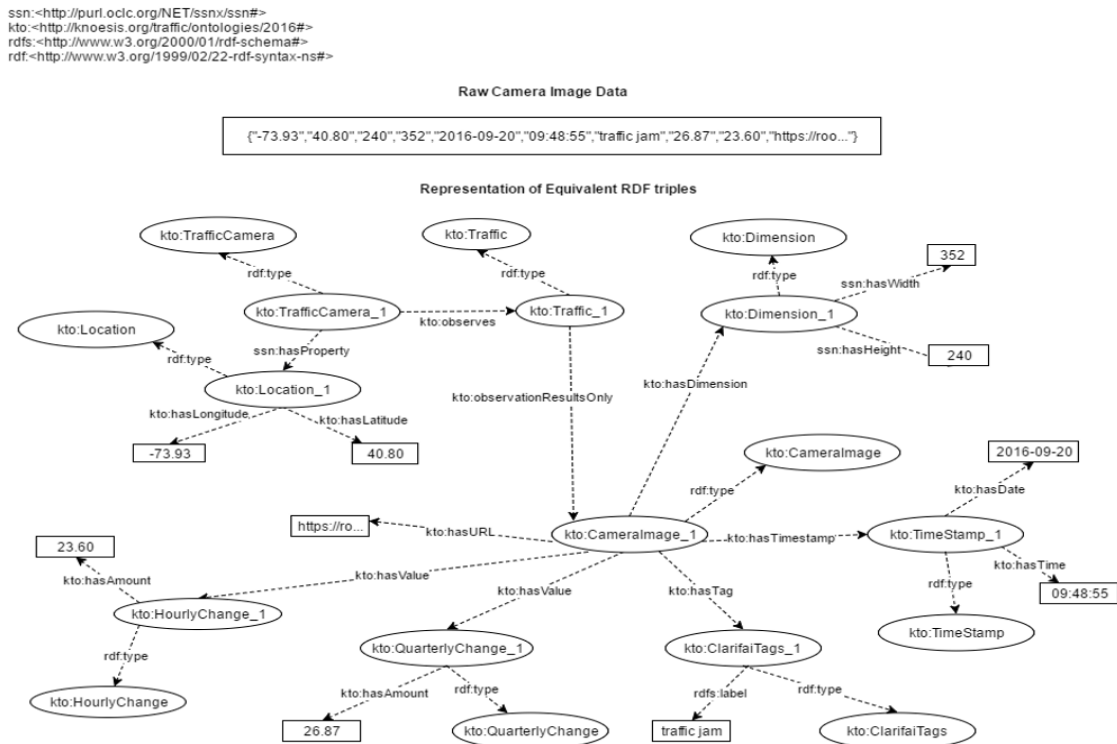 ssn:<http://purl.oclc.org/NET/ssnx/ssn#>
kto:<http://knoesis.org/traffic/ontologies/2016#>
rdfs:<http://www.w3.org/2000/01/rdf-schema#>
rdf:<http://www.w3.org/1999/02/22-rdf-syntax-ns#>
Raw Camera Image Data
{"-73.93","40.80","240","352","2016-09-20","09:48:55","traffic jam","26.87","23.60","https://roo..."}
Representation of Equivalent RDF triples
kto:TrafficCamera
kto:Traffic
kto:Dimension
352
rdf:type
rdf:type
rdf:type
ssn:hasWidth
kto:TrafficCamera_1
kto:observes
kto:Traffic_1
kto:Dimension_1
kto:Location
ssn:hasProperty
ssn:hasHeight
240
rdf:type
kto:Location_1
kto:hasDimension
kto:observationResultsOnly
kto:hasLongitude
kto:hasLatitude
-73.93
40.80
kto:CameraImage
2016-09-20
rdf:type
kto:hasDate
https://ro...
kto:hasURL
kto:CameraImage_1
kto:hasTimestamp
kto:TimeStamp_1
23.60
kto:hasAmount
kto:hasValue
kto:hasValue
kto:hasTag
rdf:type
kto:hasTime
09:48:55
kto:HourlyChange_1
kto:TimeStamp
rdf:type
kto:QuarterlyChange_1
kto:ClarifaiTags_1
kto:HourlyChange
kto:hasAmount
rdf:type
rdfs:label
rdf:type
26.87
kto:QuarterlyChange
traffic jam
kto:ClarifaiTags